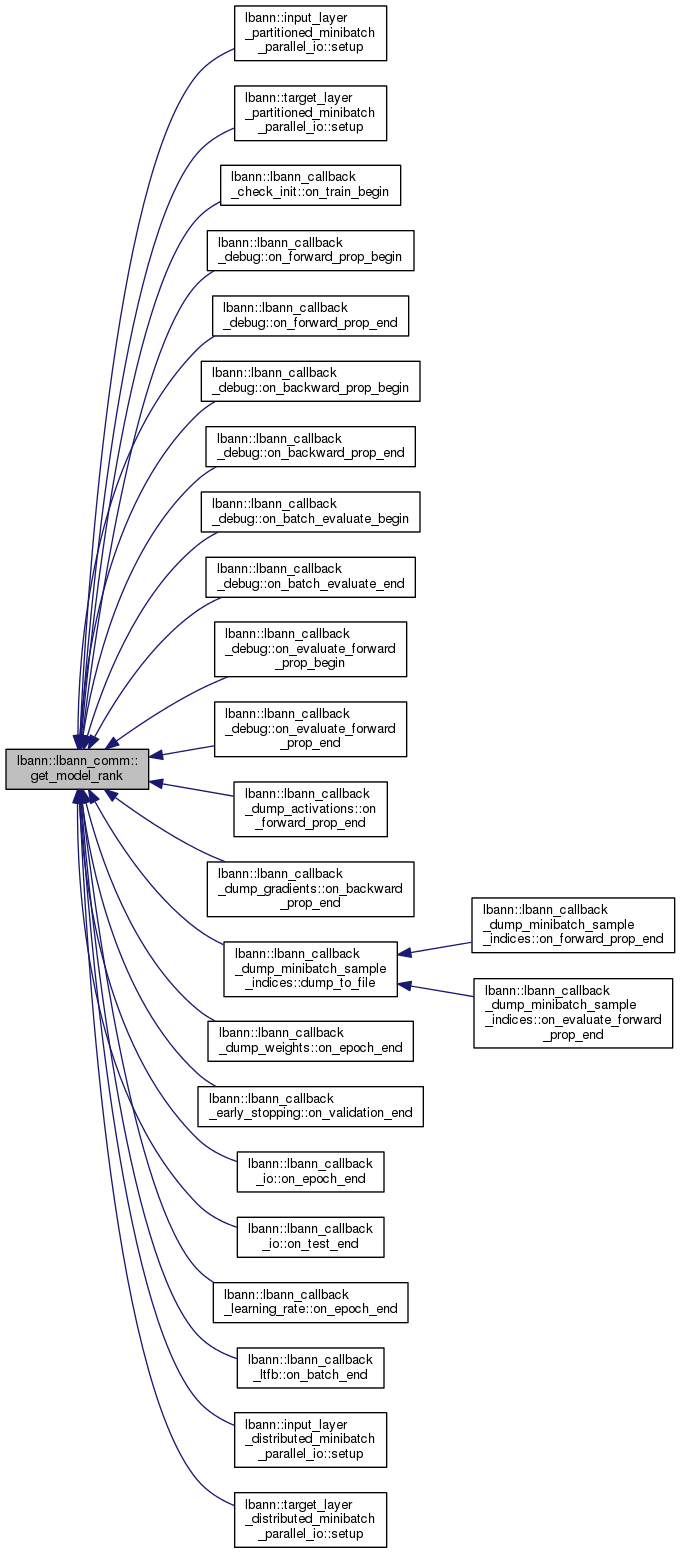 lbann::input_layer
_partitioned_minibatch
_parallel_io::setup
lbann::target_layer
_partitioned_minibatch
_parallel_io::setup
lbann::lbann_callback
_check_init::on_train_begin
lbann::lbann_callback
_debug::on_forward_prop_begin
lbann::lbann_callback
_debug::on_forward_prop_end
lbann::lbann_callback
_debug::on_backward_prop_begin
lbann::lbann_callback
_debug::on_backward_prop_end
lbann::lbann_callback
_debug::on_batch_evaluate_begin
lbann::lbann_callback
_debug::on_batch_evaluate_end
lbann::lbann_callback
_debug::on_evaluate_forward
_prop_begin
lbann::lbann_callback
_debug::on_evaluate_forward
_prop_end
lbann::lbann_comm::
get_model_rank
lbann::lbann_callback
_dump_activations::on
_forward_prop_end
lbann::lbann_callback
_dump_gradients::on_backward
_prop_end
lbann::lbann_callback
_dump_minibatch_sample
_indices::dump_to_file
lbann::lbann_callback
_dump_minibatch_sample
_indices::on_forward_prop_end
lbann::lbann_callback
_dump_minibatch_sample
_indices::on_evaluate_forward
_prop_end
lbann::lbann_callback
_dump_weights::on_epoch_end
lbann::lbann_callback
_early_stopping::on_validation_end
lbann::lbann_callback
_io::on_epoch_end
lbann::lbann_callback
_io::on_test_end
lbann::lbann_callback
_learning_rate::on_epoch_end
lbann::lbann_callback
_ltfb::on_batch_end
lbann::input_layer
_distributed_minibatch
_parallel_io::setup
lbann::target_layer
_distributed_minibatch
_parallel_io::setup